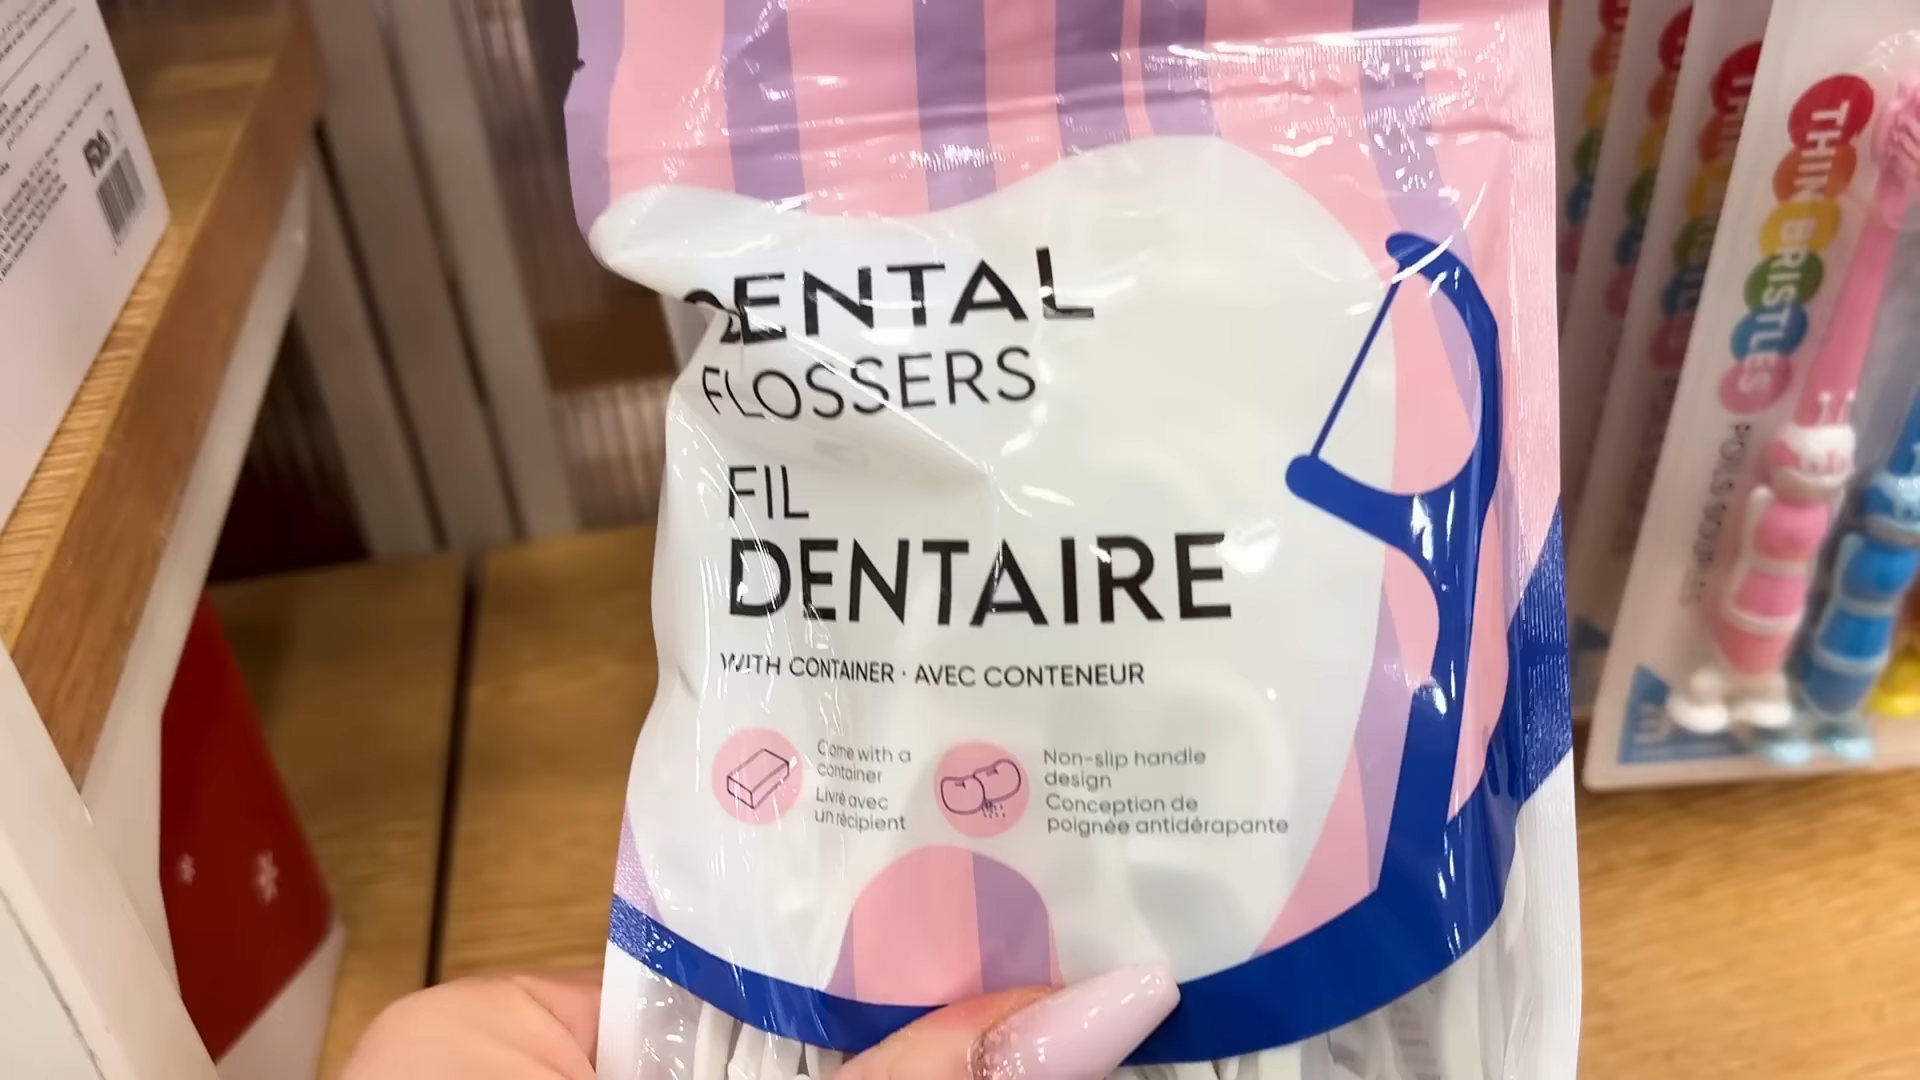 DENTAL
FLOSSERS
FIL
DENTAIRE
WITH CONTAINER · AVEC CONTENEUR
Come with a
container
Livré avec
un récipient
Non-slip handle
design
Conception de
poignée antidérapante
THIN BRISTLES